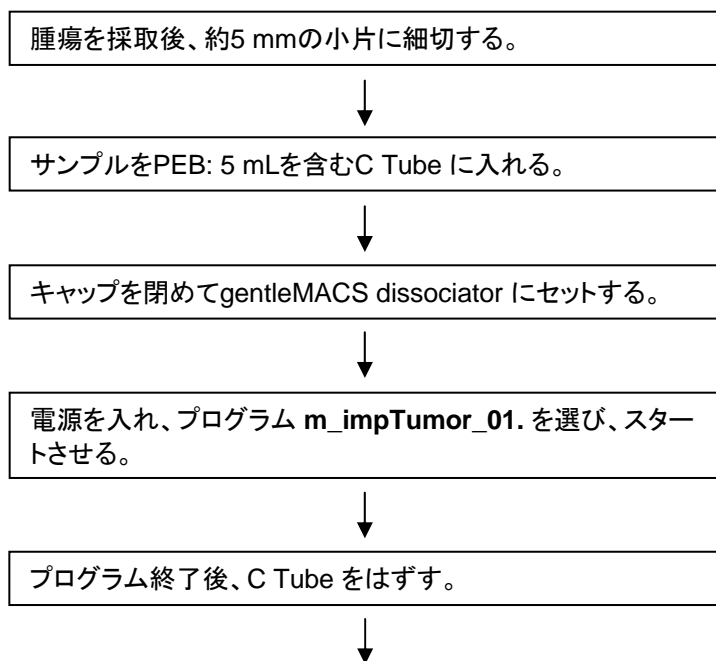 腫瘍を採取後、約5 mmの小片に細切する。
サンプルをPEB: 5 mLを含むC Tube に入れる。
キャップを閉めてgentleMACS dissociator にセットする。
電源を入れ、プログラム m_impTumor_01. を選び、スター
トさせる。
プログラム終了後、C Tube をはずす。